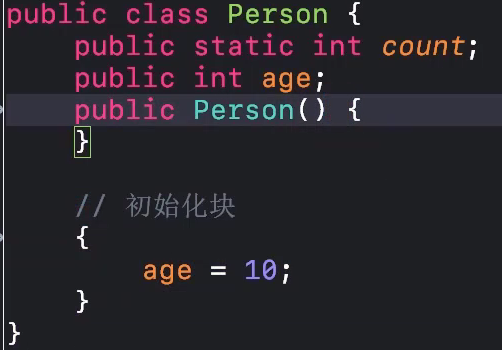 public class Person {
public static int count;
public int age;
public Person() {
}
// 初始化块
{
age = 10;
}
}